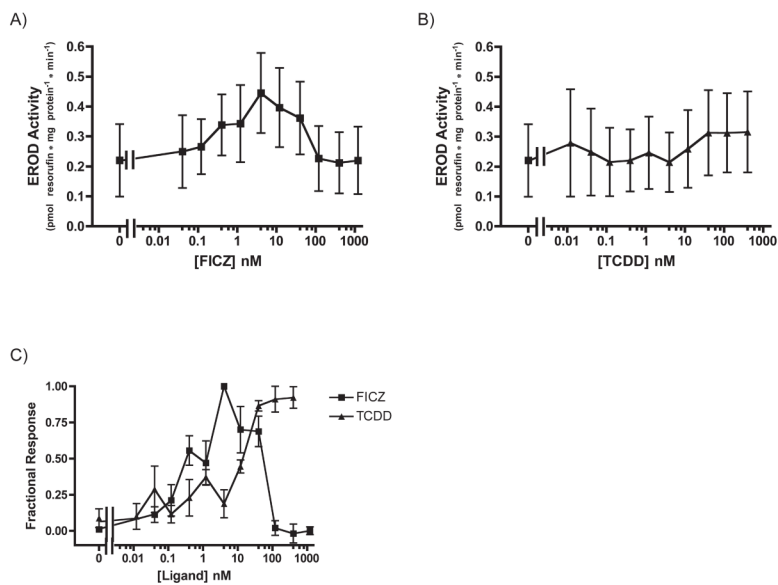 A)
EROD Activity
(pmol resorufin • mg protein⁻¹ • min⁻¹)
0.6
0.5
0.4
0.3
0.2
0.1
0.0
0 0.01 0.1 1 10 100 1000
[FICZ] nM
B)
EROD Activity
(pmol resorufin • mg protein⁻¹ • min⁻¹)
0.6
0.5
0.4
0.3
0.2
0.1
0.0
0 0.01 0.1 1 10 100 1000
[TCDD] nM
C)
Fractional Response
1.00
0.75
0.50
0.25
0.00
0 0.01 0.1 1 10 100 1000
[Ligand] nM
FICZ
TCDD